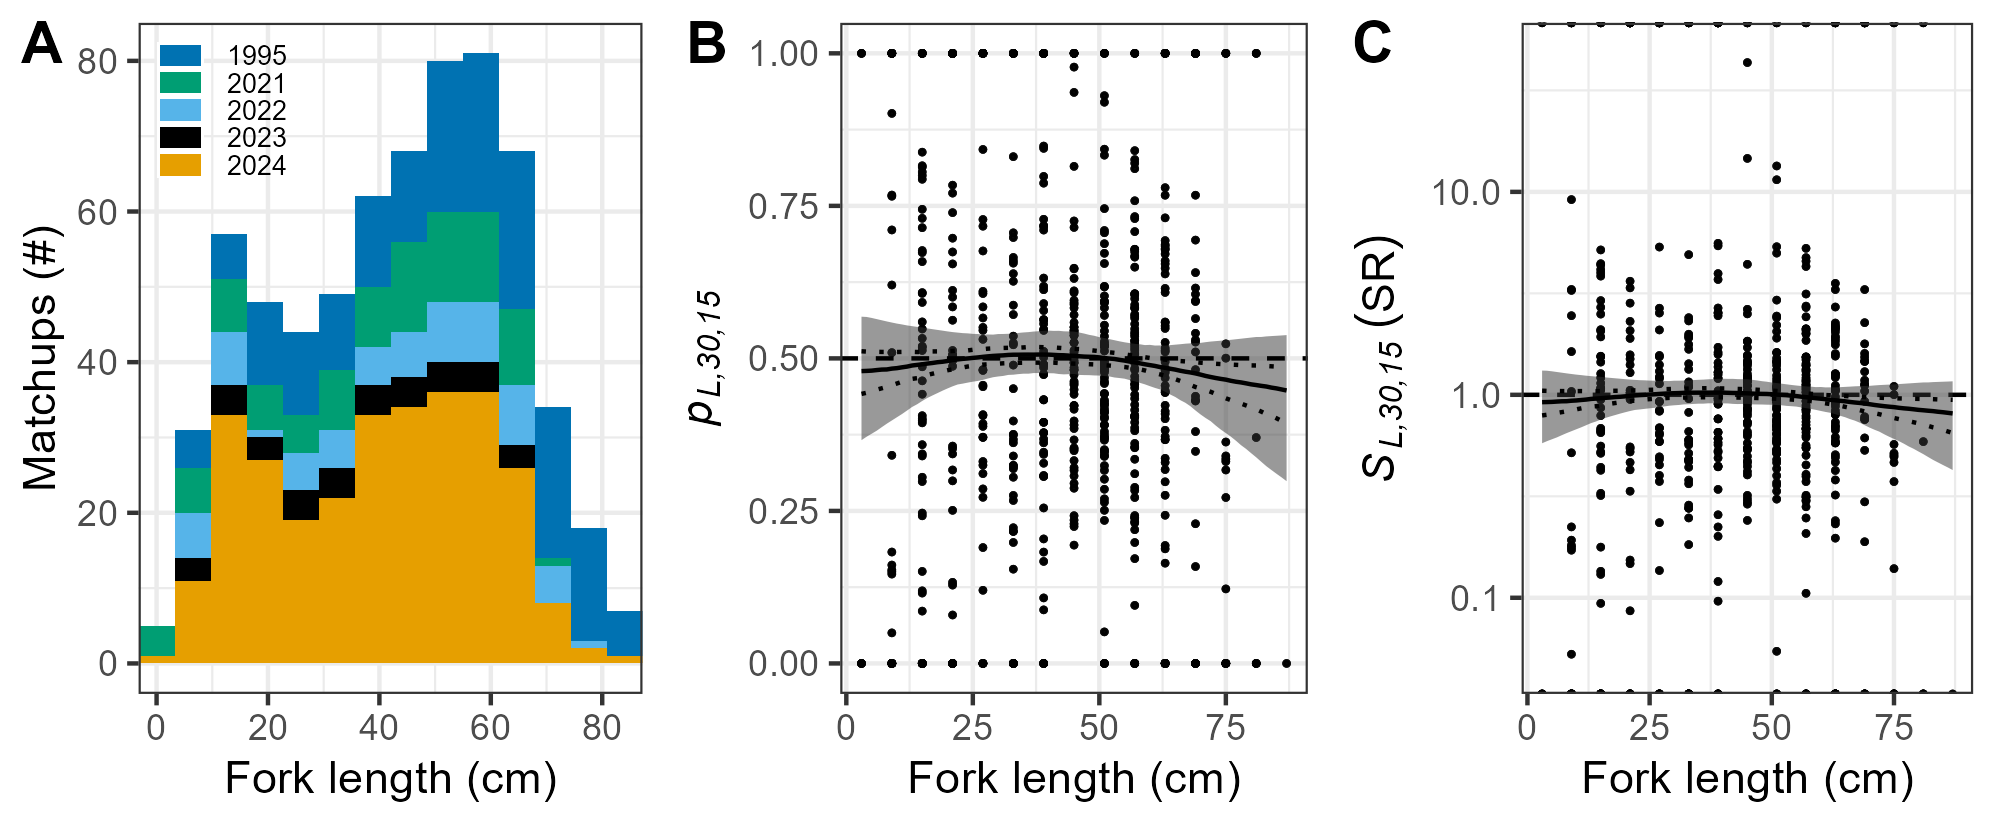 A
Matchups (#)
80
60
40
20
0
1995
2021
2022
2023
2024
0 20 40 60 80
Fork length (cm)
B
pL,30,15
1.00
0.75
0.50
0.25
0.00
0 25 50 75
Fork length (cm)
C
SL,30,15 (SR)
10.0
1.0
0.1
0 25 50 75
Fork length (cm)